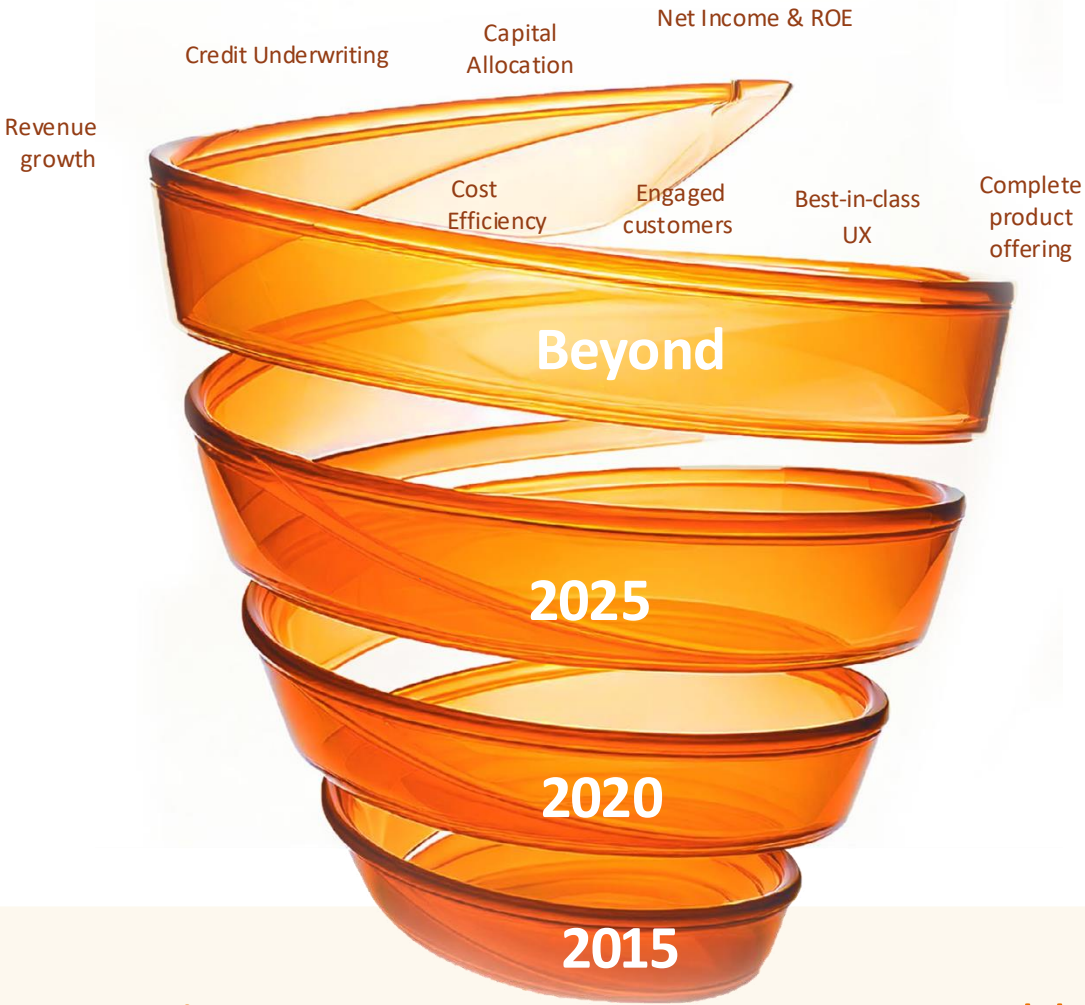 Net Income & ROE
Capital
Allocation
Credit Underwriting
Revenue
growth
Cost
Efficiency
Engaged
customers
Best-in-class
UX
Complete
product
offering
Beyond
2025
2020
2015